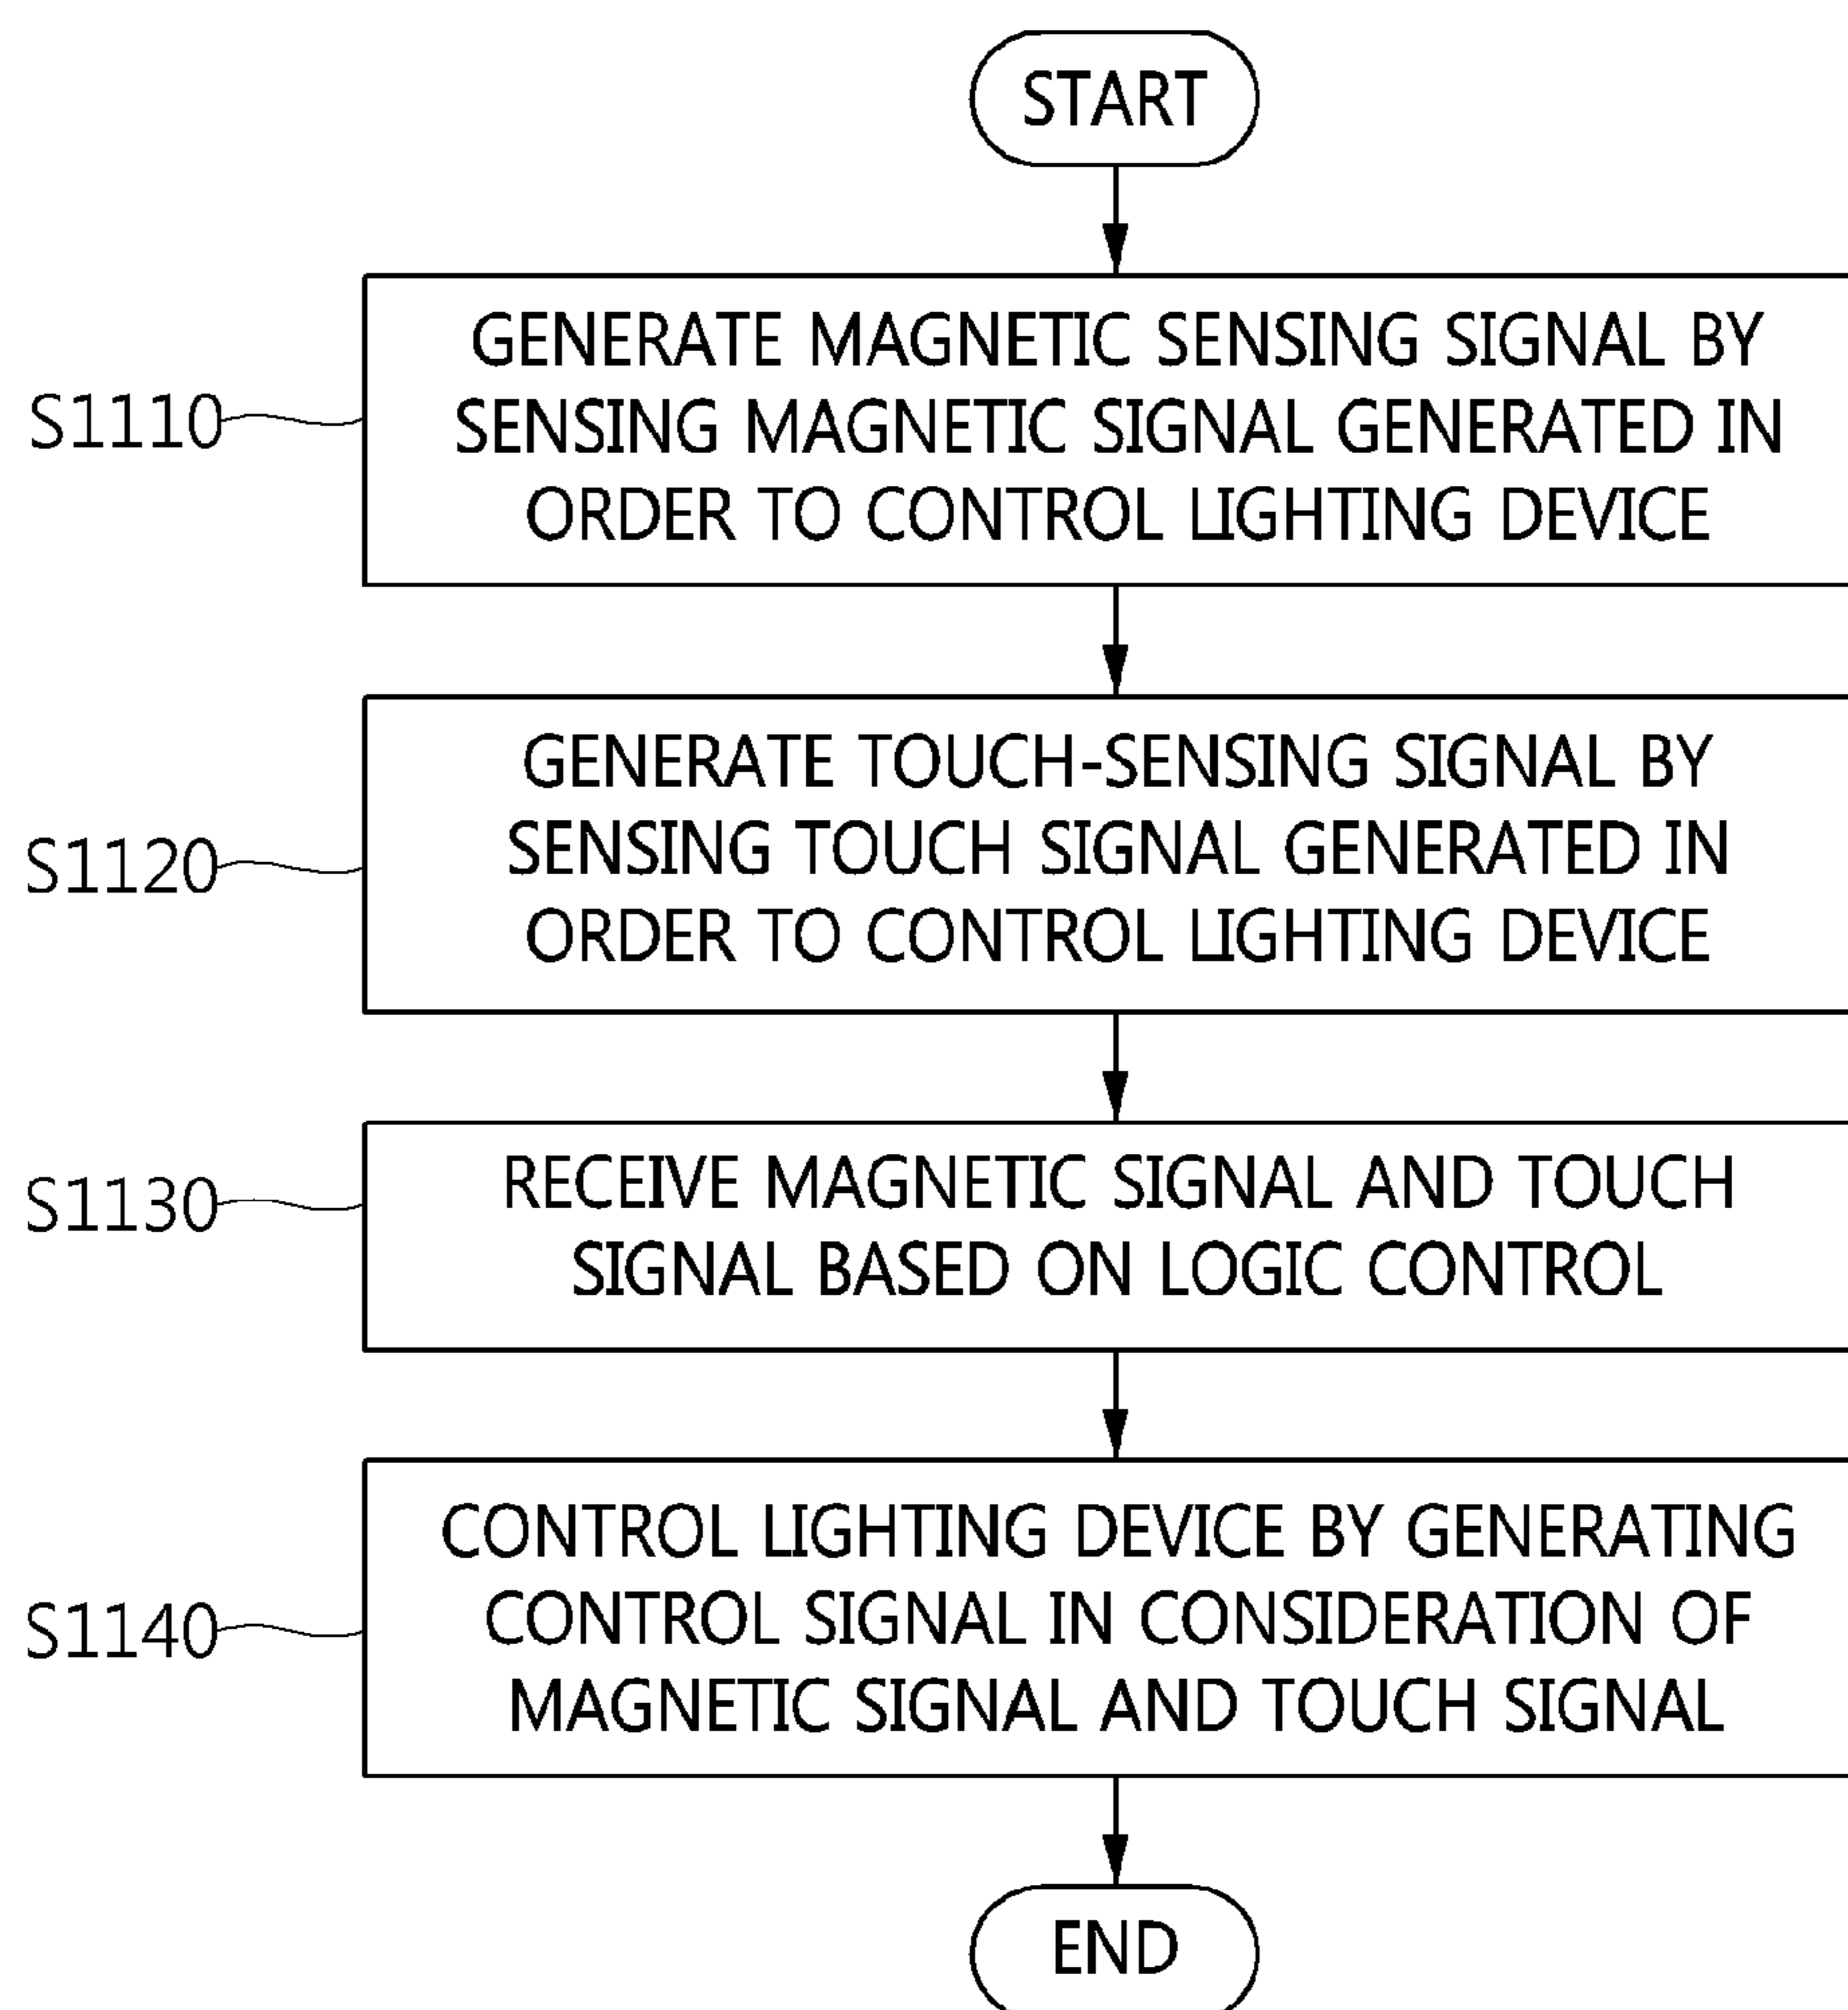 START
GENERATE MAGNETIC SENSING SIGNAL BY
SENSING MAGNETIC SIGNAL GENERATED IN
ORDER TO CONTROL LIGHTING DEVICE
S1110
GENERATE TOUCH-SENSING SIGNAL BY
SENSING TOUCH SIGNAL GENERATED IN
ORDER TO CONTROL LIGHTING DEVICE
S1120
RECEIVE MAGNETIC SIGNAL AND TOUCH
SIGNAL BASED ON LOGIC CONTROL
S1130
CONTROL LIGHTING DEVICE BY GENERATING
CONTROL SIGNAL IN CONSIDERATION OF
MAGNETIC SIGNAL AND TOUCH SIGNAL
S1140
END